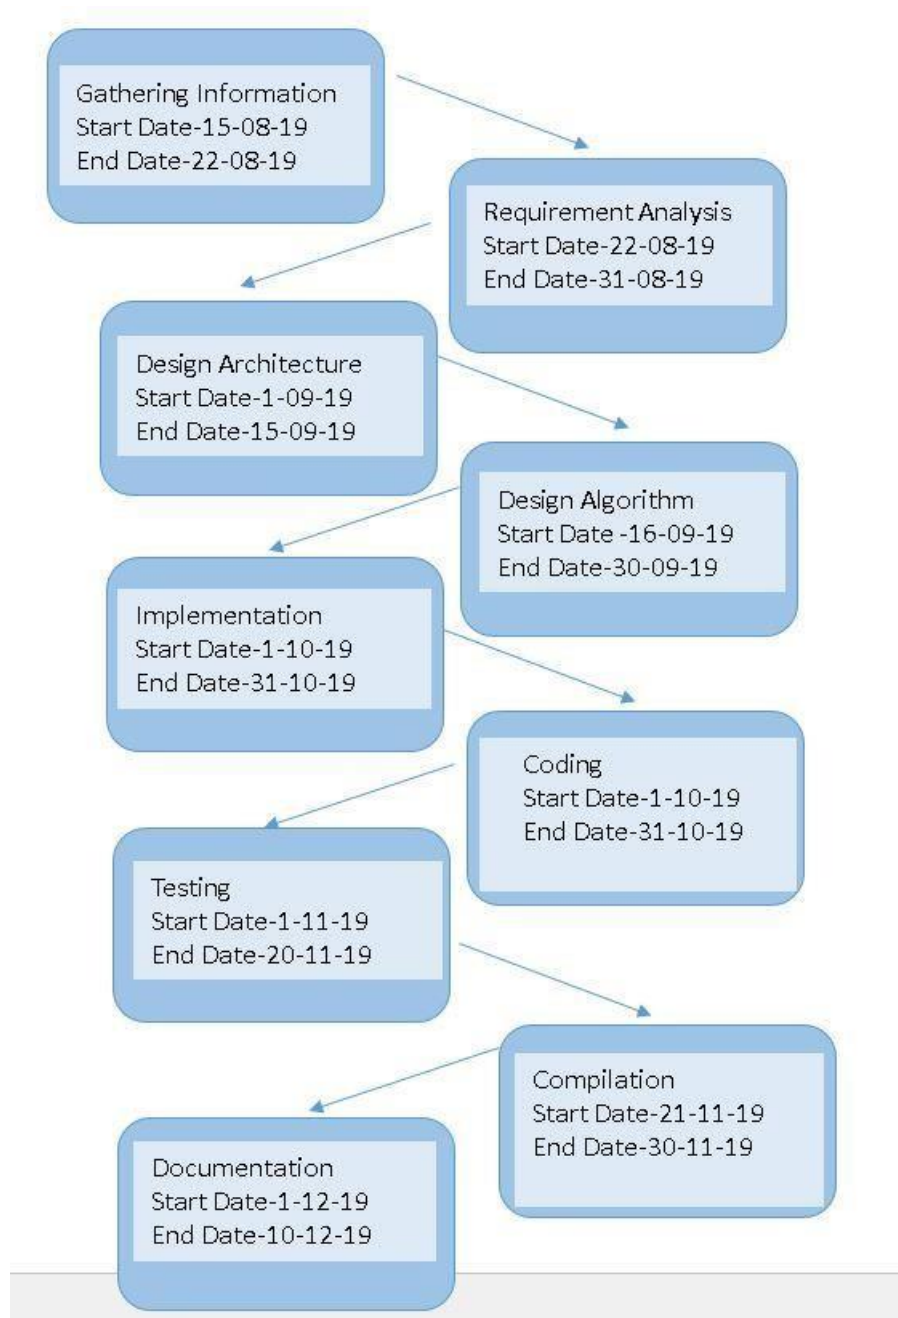 Gathering Information
Start Date-15-08-19
End Date-22-08-19
Requirement Analysis
Start Date-22-08-19
End Date-31-08-19
Design Architecture
Start Date-1-09-19
End Date-15-09-19
Design Algorithm
Start Date -16-09-19
End Date-30-09-19
Implementation
Start Date-1-10-19
End Date-31-10-19
Coding
Start Date-1-10-19
End Date-31-10-19
Testing
Start Date-1-11-19
End Date-20-11-19
Compilation
Start Date-21-11-19
End Date-30-11-19
Documentation
Start Date-1-12-19
End Date-10-12-19